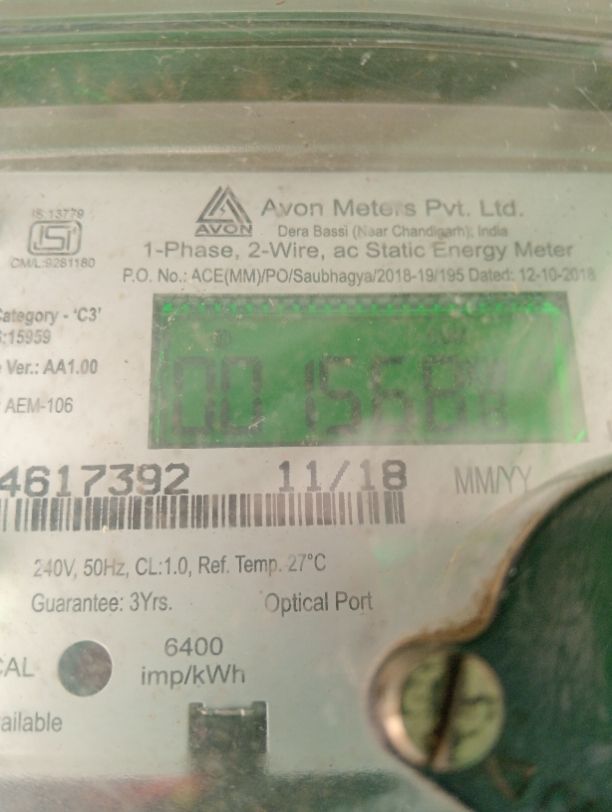 IS:13779
CM/L:9281180
AVON
Avon Meters Pvt. Ltd.
Dera Bassi (Near Chandigarh); India
1-Phase, 2-Wire, ac Static Energy Meter
P.O. No.: ACE(MM)/PO/Saubhagya/2018-19/195 Dated: 12-10-2018
Category - 'C3'
:15959
Ver.: AA1.00
AEM-106
4617392 11/18 MM/YY
240V, 50Hz, CL:1.0, Ref. Temp. 27°C
Guarantee: 3Yrs. Optical Port
CAL
6400
imp/kWh
ailable